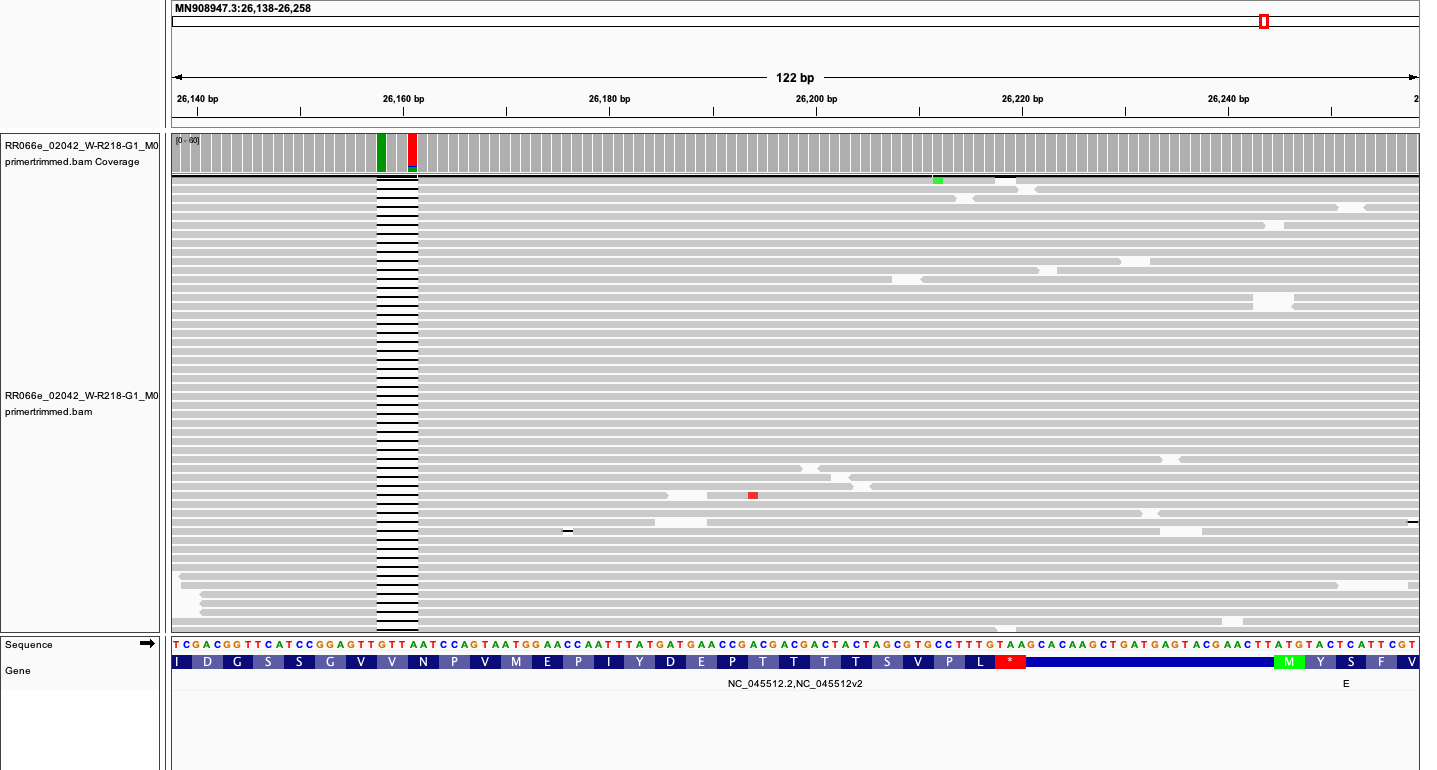 MN908947.3:26,138-26,258
122 bp
26,140 bp 26,160 bp 26,180 bp 26,200 bp 26,220 bp 26,240 bp 2
RR066e_02042_W-R218-G1_M0
primertrimmed.bam Coverage
[0 - 60]
RR066e_02042_W-R218-G1_M0
primertrimmed.bam
Sequence
TCGACGGTTCATCCGGAGTTGTTAATCCAGTAATGGAACCAATTTATGATGAACCGACGACGACTACTAGCGTGCCTTTGTAAGCACAAGCTGATGAGTACGAACTTATGTACTCATTCGT
Gene
I D G S S G V V N P V M E P I Y D E P T T T T S V P L * M Y S F V
NC_045512.2,NC_045512v2 E